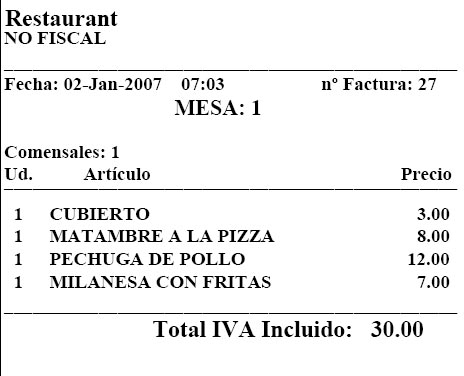 Restaurant
NO FISCAL
Fecha: 02-Jan-2007 07:03 nº Factura: 27
MESA: 1
Comensales: 1
Ud. Artículo Precio
1 CUBIERTO 3.00
1 MATAMBRE A LA PIZZA 8.00
1 PECHUGA DE POLLO 12.00
1 MILANESA CON FRITAS 7.00
Total IVA Incluido: 30.00